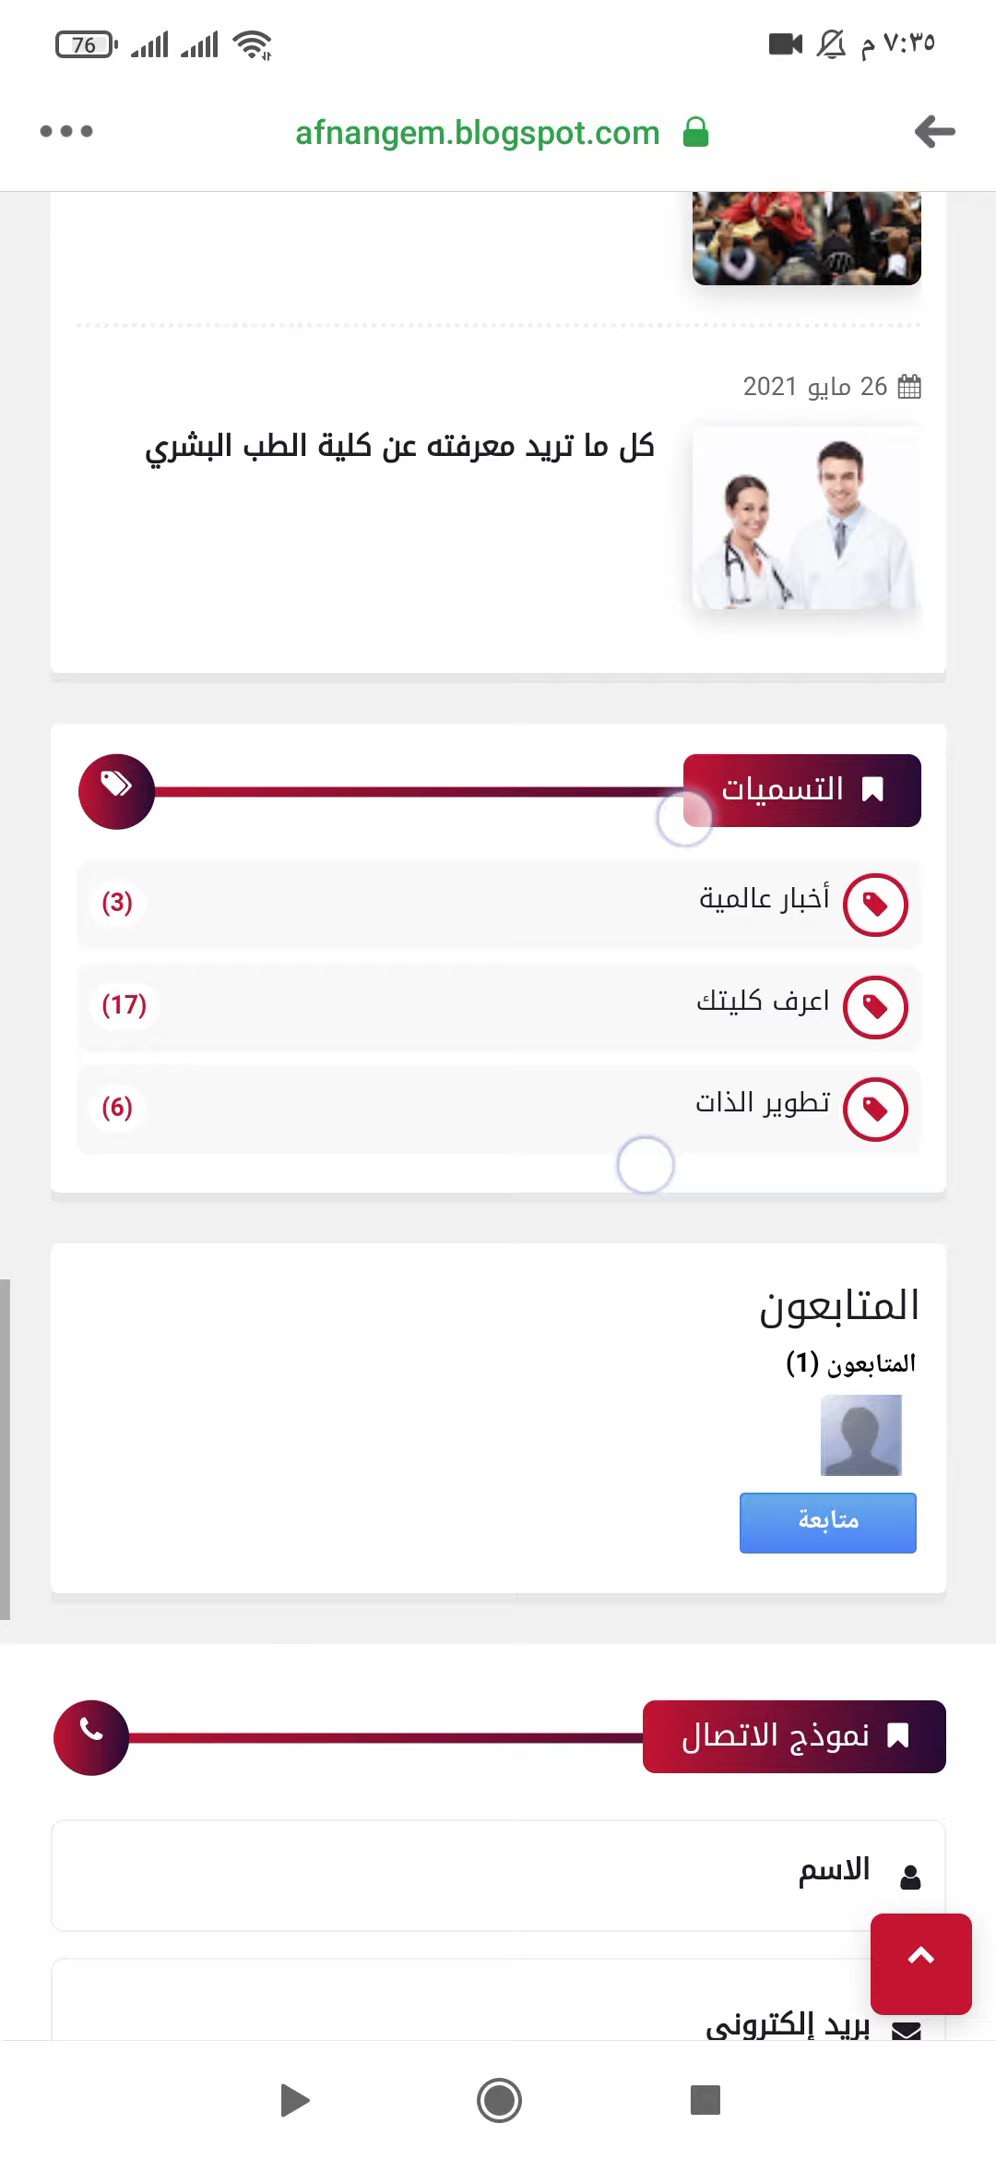 76
٧:٣٥ م
afnangem.blogspot.com
26 مايو 2021
كل ما تريد معرفته عن كلية الطب البشري
التسميات
أخبار عالمية
(3)
اعرف كليتك
(17)
تطوير الذات
(6)
المتابعون
المتابعون (1)
متابعة
نموذج الاتصال
الاسم
بريد إلكتروني